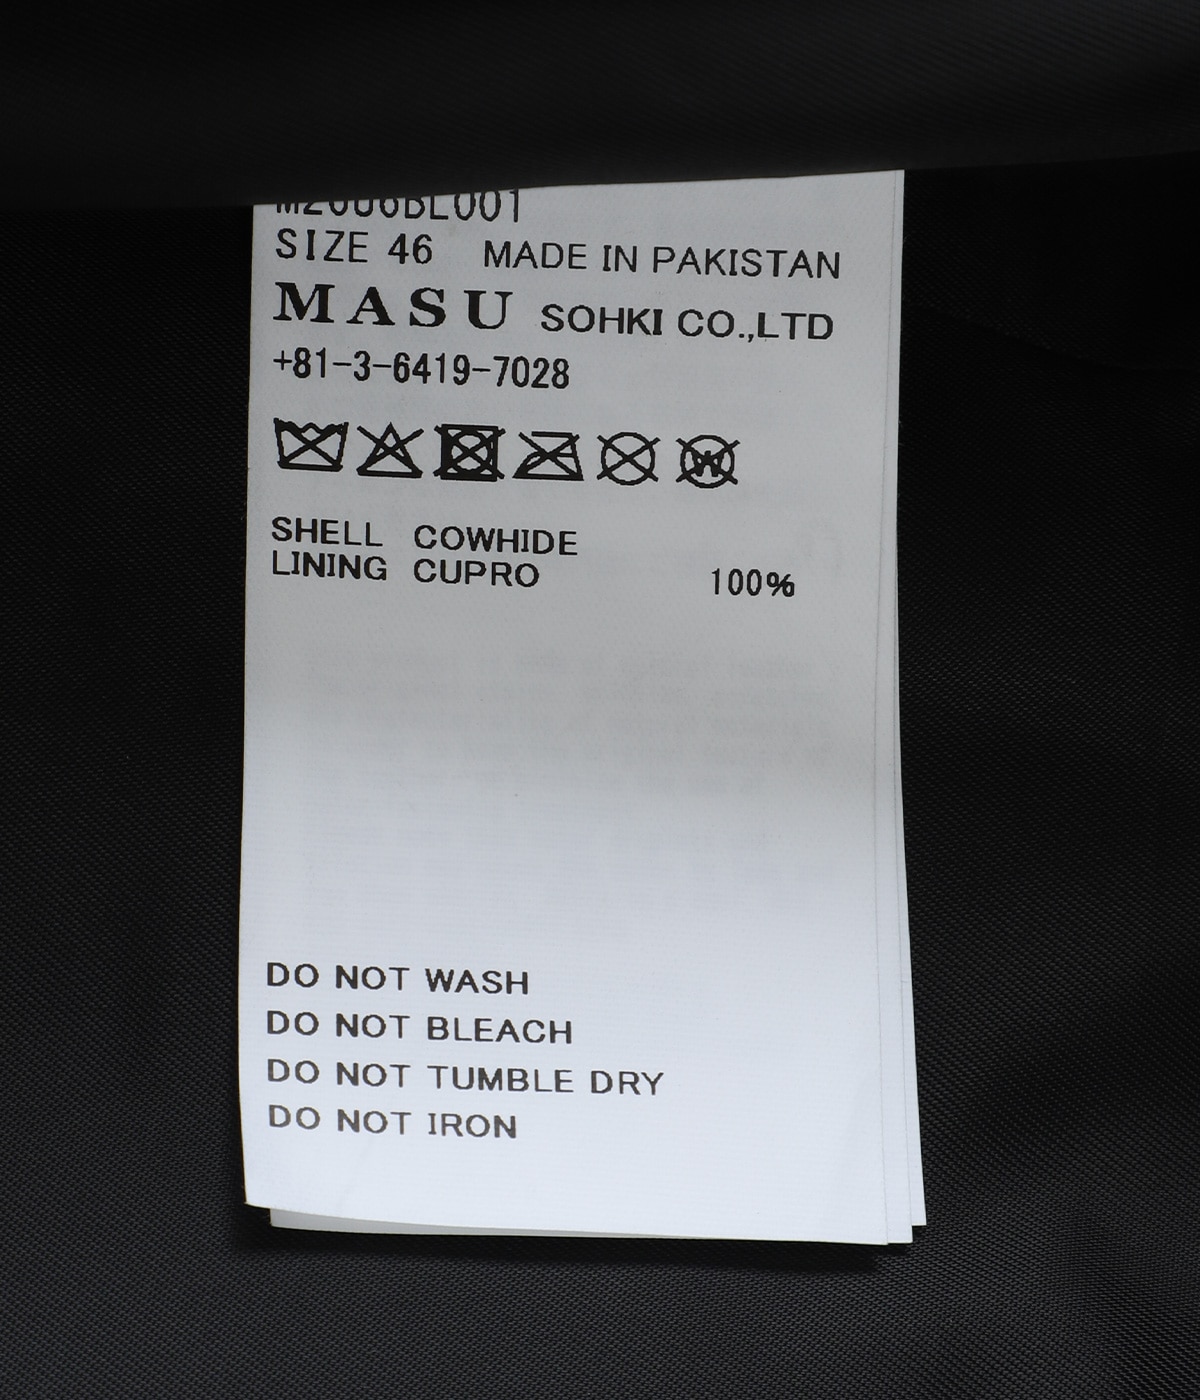 SIZE 46 MADE IN PAKISTAN
MASU SOHKI CO.,LTD
+81-3-6419-7028
W
SHELL COWHIDE
LINING CUPRO 100%
DO NOT WASH
DO NOT BLEACH
DO NOT TUMBLE DRY
DO NOT IRON